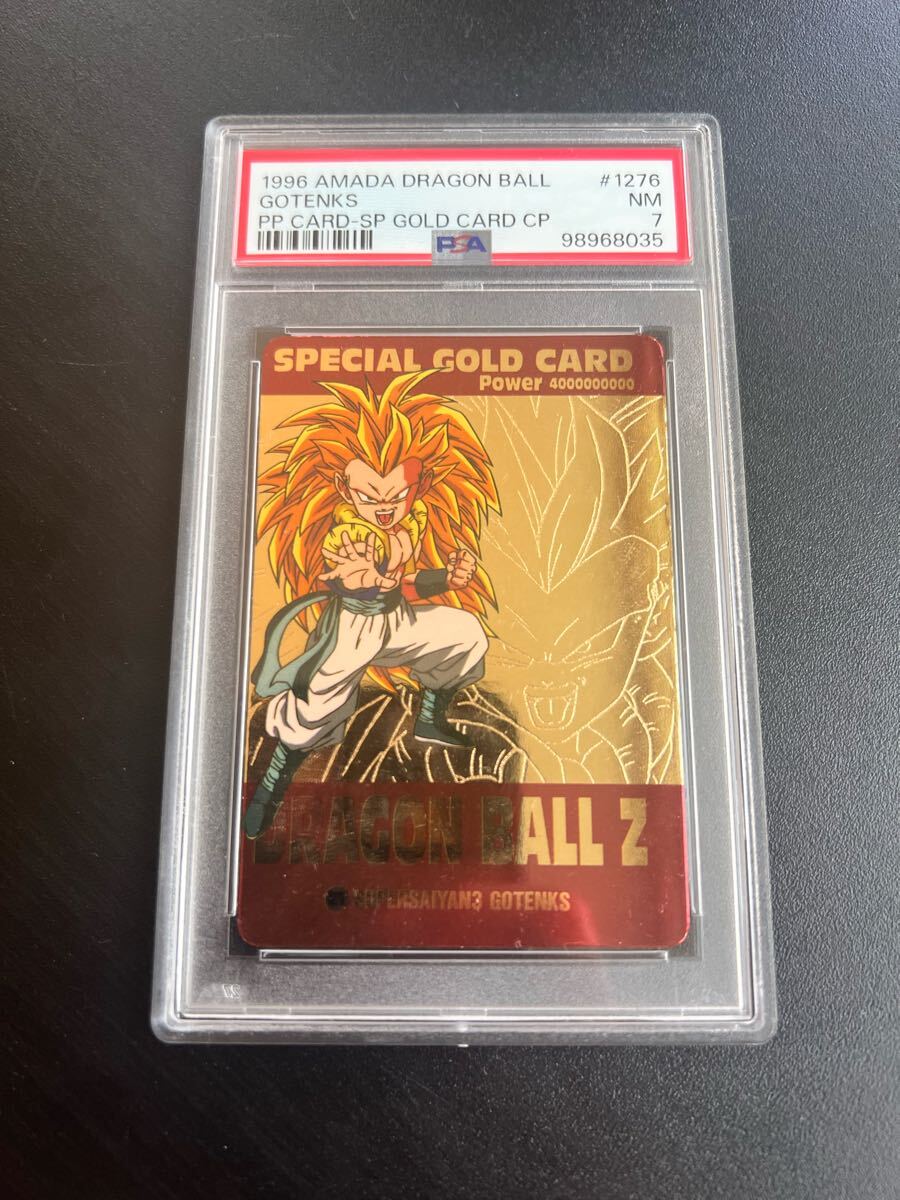 1996 AMADA DRAGON BALL #1276
GOTENKS NM
PP CARD-SP GOLD CARD CP 7
PSA 98968035
SPECIAL GOLD CARD
Power 4000000000
DRAGON BALL Z
SUPERSAIYAN3 GOTENKS